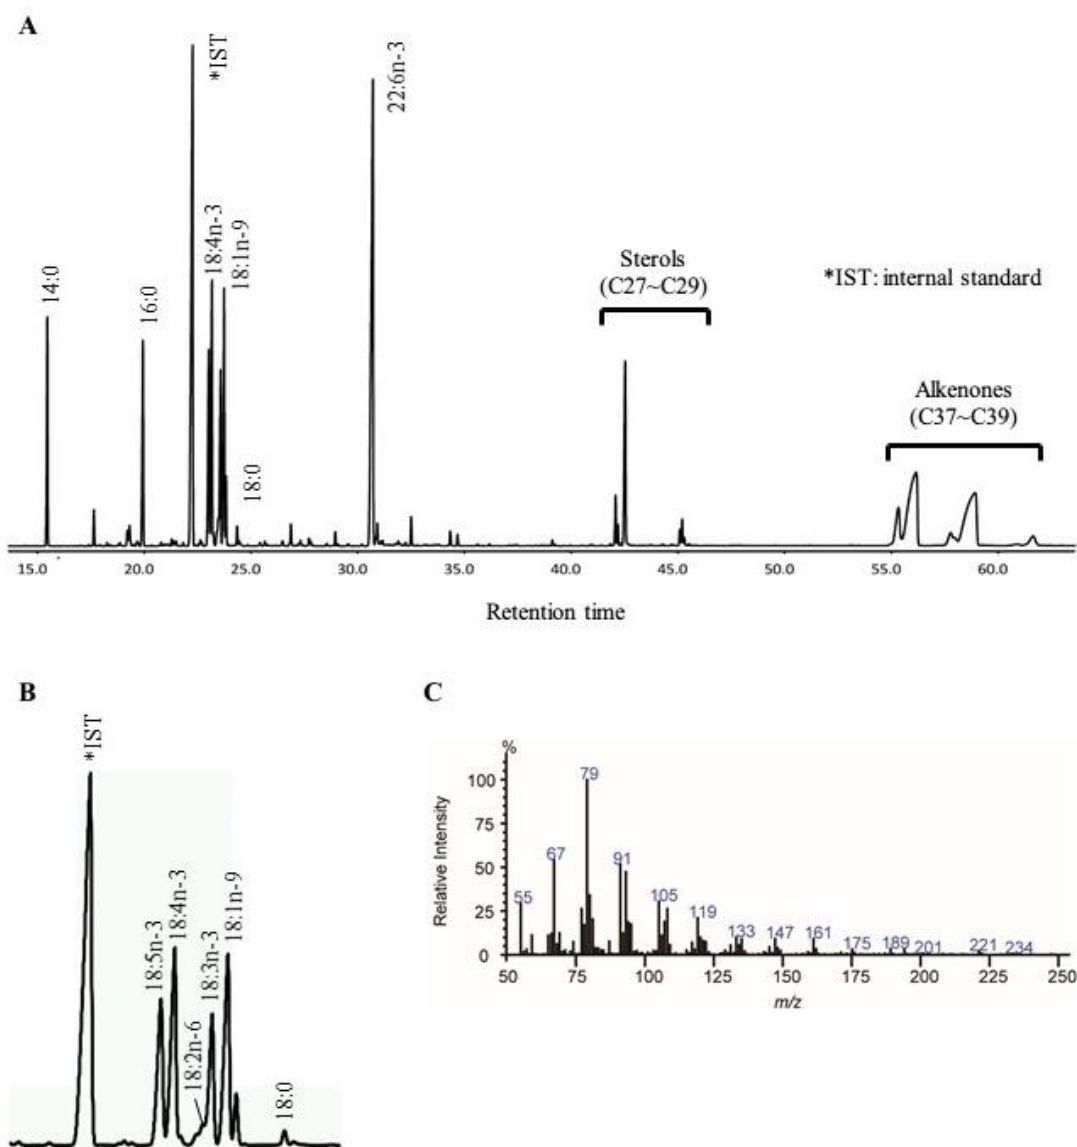 A
*IST
22:6n-3
18:4n-3
18:1n-9
14:0
16:0
18:0
Sterols
(C27~C29)
*IST: internal standard
Alkenones
(C37~C39)
15.0 20.0 25.0 30.0 35.0 40.0 45.0 50.0 55.0 60.0
Retention time
B
*IST
18:5n-3
18:4n-3
18:2n-6
18:3n-3
18:1n-9
18:0
C
%
100
75
50
25
0
Relative Intensity
55
67
79
91
105
119
133
147
161
175
189
201
221
234
50 75 100 125 150 175 200 225 250
m/z